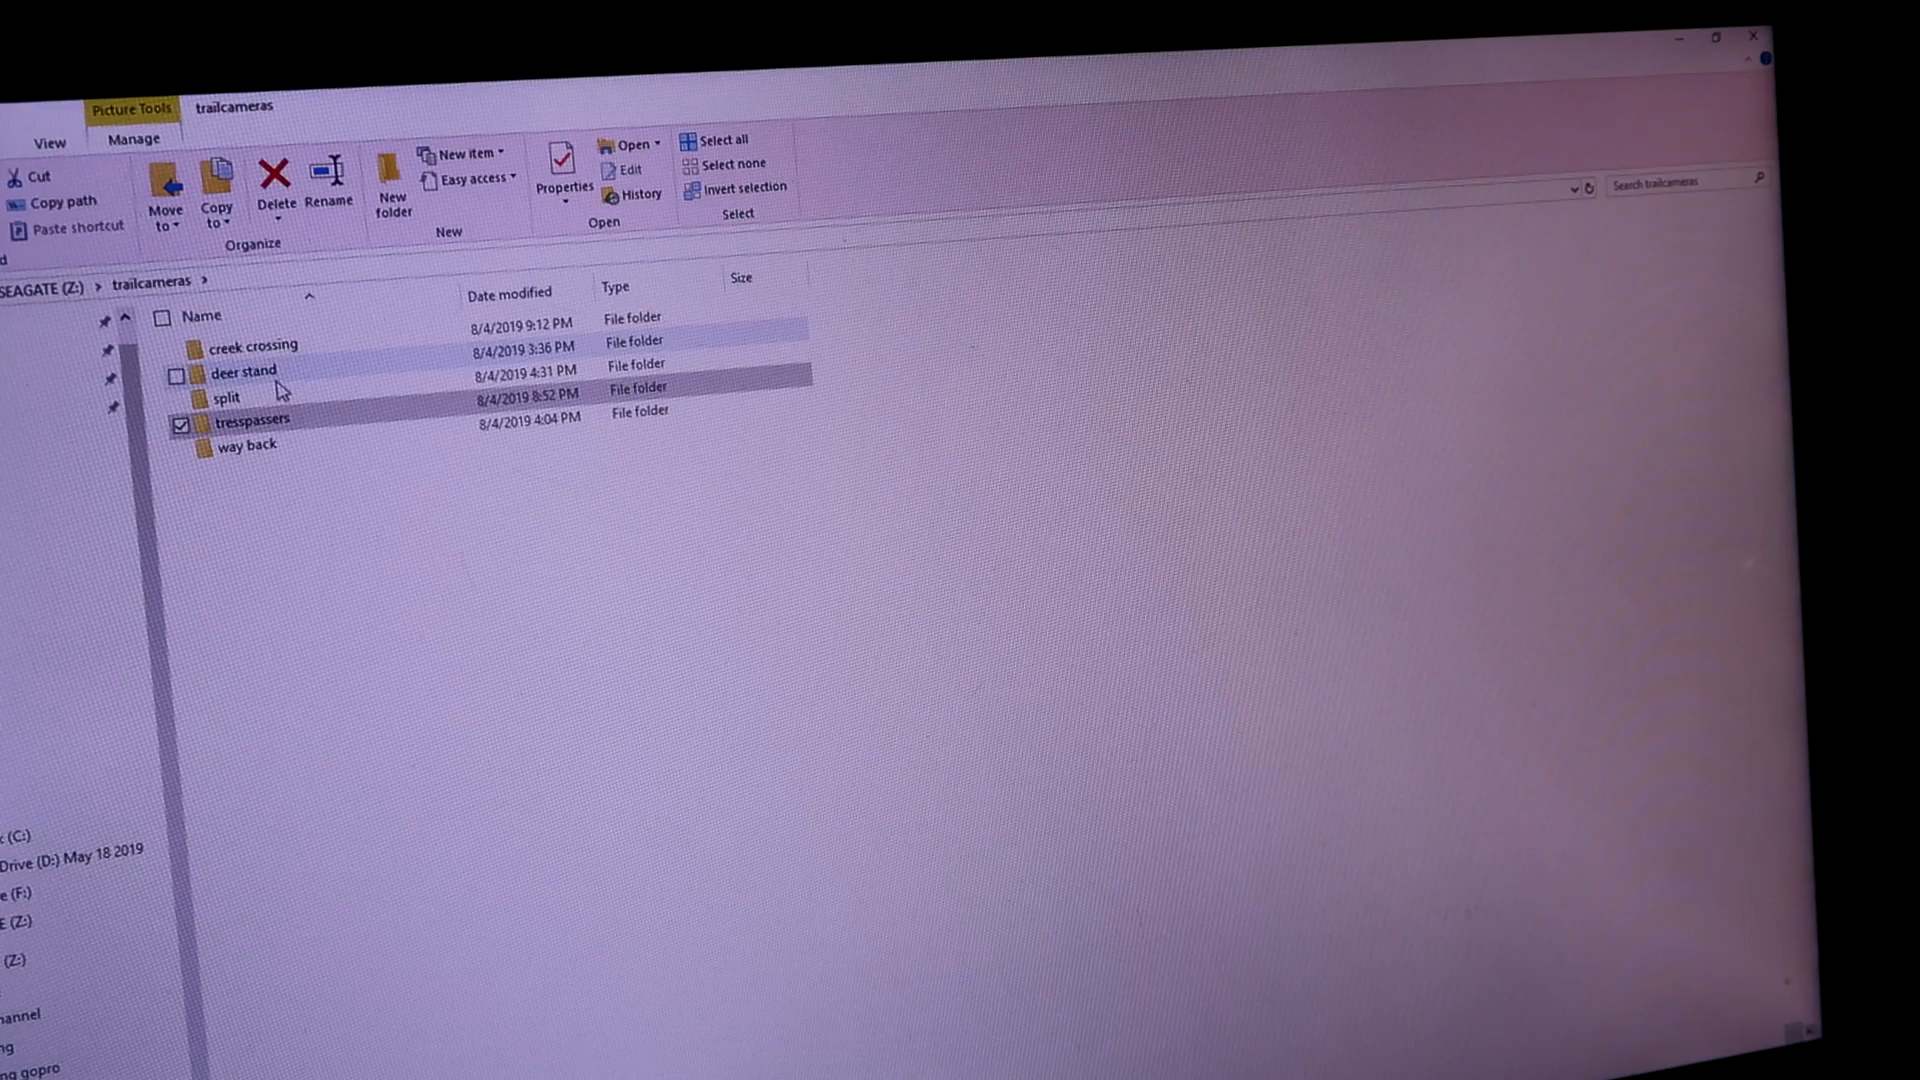 Picture Tools
trailcameras
View
Manage
Cut
Copy path
Paste shortcut
Move to
Copy to
Delete
Rename
Organize
New folder
New item
Easy access
New
Properties
Open
Edit
History
Open
Select all
Select none
Invert selection
Select
SEAGATE (Z:) > trailcameras >
Search trailcameras
Name Date modified Type Size
creek crossing 8/4/2019 9:12 PM File folder
deer stand 8/4/2019 3:36 PM File folder
split 8/4/2019 4:31 PM File folder
tresspassers 8/4/2019 8:52 PM File folder
way back 8/4/2019 4:04 PM File folder
(C:)
Drive (D:) May 18 2019
e (F:)
E (Z:)
(Z:)
hannel
ng
ng gopro